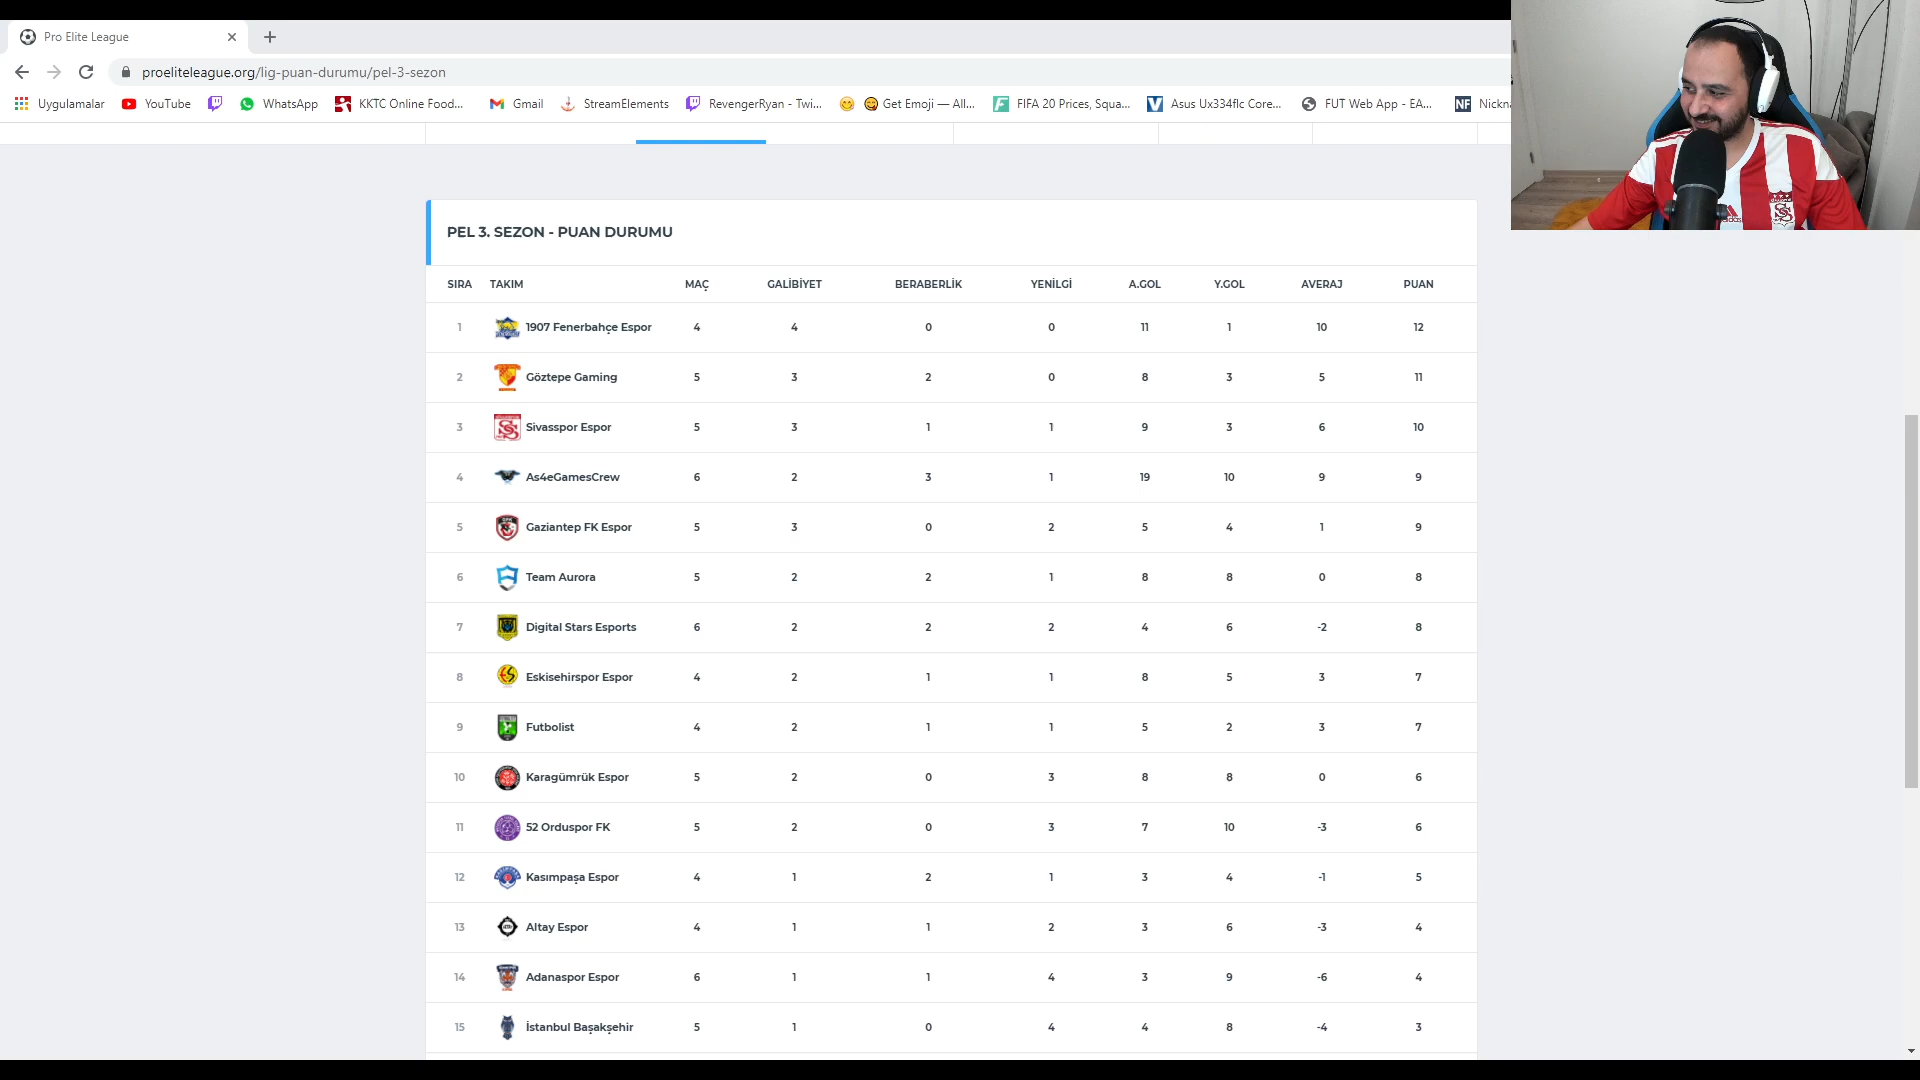 Pro Elite League
proeliteleague.org/lig-puan-durumu/pel-3-sezon
Uygulamalar YouTube WhatsApp KKTC Online Food... Gmail StreamElements RevengerRyan - Twi... Get Emoji — All... FIFA 20 Prices, Squa... Asus Ux334flc Core... FUT Web App - EA... NF Nickna
PEL 3. SEZON - PUAN DURUMU
SIRA TAKIM MAÇ GALİBİYET BERABERLİK YENİLGİ A.GOL Y.GOL AVERAJ PUAN
1 1907 Fenerbahçe Espor 4 4 0 0 11 1 10 12
2 Göztepe Gaming 5 3 2 0 8 3 5 11
3 Sivasspor Espor 5 3 1 1 9 3 6 10
4 As4eGamesCrew 6 2 3 1 19 10 9 9
5 Gaziantep FK Espor 5 3 0 2 5 4 1 9
6 Team Aurora 5 2 2 1 8 8 0 8
7 Digital Stars Esports 6 2 2 2 4 6 -2 8
8 Eskisehirspor Espor 4 2 1 1 8 5 3 7
9 Futbolist 4 2 1 1 5 2 3 7
10 Karagümrük Espor 5 2 0 3 8 8 0 6
11 52 Orduspor FK 5 2 0 3 7 10 -3 6
12 Kasımpaşa Espor 4 1 2 1 3 4 -1 5
13 Altay Espor 4 1 1 2 3 6 -3 4
14 Adanaspor Espor 6 1 1 4 3 9 -6 4
15 İstanbul Başakşehir 5 1 0 4 4 8 -4 3